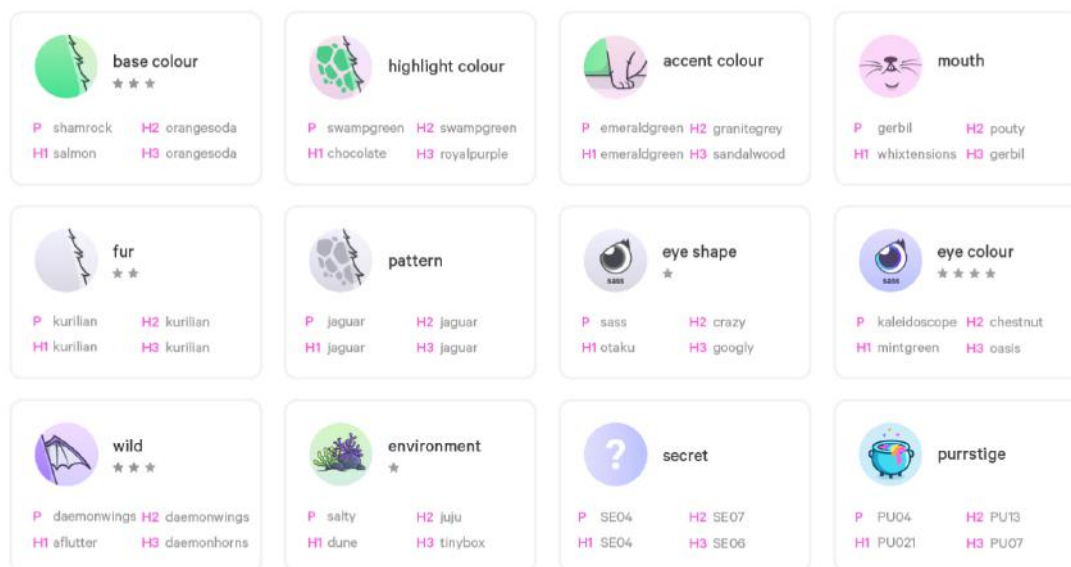 base colour
P shamrock H2 orangesoda
H1 salmon H3 orangesoda
highlight colour
P swampgreen H2 swampgreen
H1 chocolate H3 royalpurple
accent colour
P emeraldgreen H2 granitegrey
H1 emeraldgreen H3 sandalwood
mouth
P gerbil H2 pouty
H1 whixtensions H3 gerbil
fur
P kurilian H2 kurilian
H1 kurilian H3 kurilian
pattern
P jaguar H2 jaguar
H1 jaguar H3 jaguar
sass
eye shape
P sass H2 crazy
H1 otaku H3 googly
sass
eye colour
P kaleidoscope H2 chestnut
H1 mintgreen H3 oasis
wild
P daemonwings H2 daemonwings
H1 aflutter H3 daemonhorns
environment
P salty H2 juju
H1 dune H3 tinybox
?
secret
P SE04 H2 SE07
H1 SE04 H3 SE06
purrstige
P PU04 H2 PU13
H1 PU021 H3 PU07